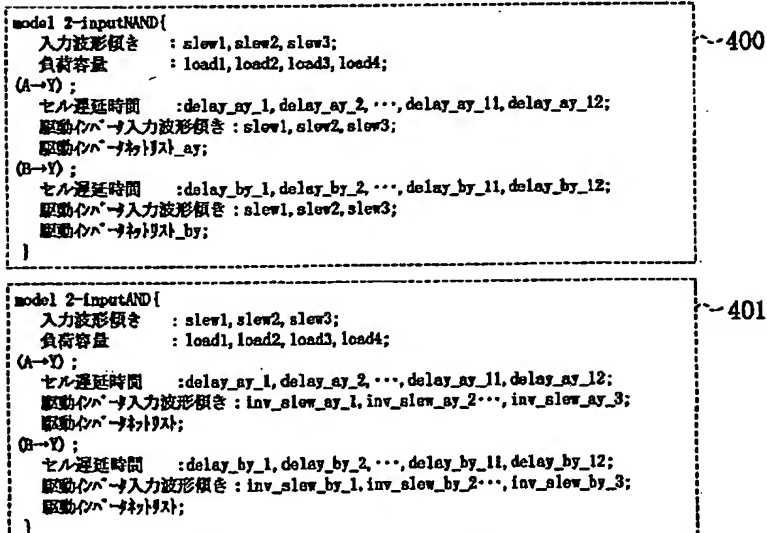 model 2-inputNAND{
入力波形傾き : slew1, slew2, slew3;
負荷容量 : load1, load2, load3, load4;
(A→Y) ;
セル遅延時間 :delay_ay_1, delay_ay_2, ･･･, delay_ay_11, delay_ay_12;
駆動インバータ入力波形傾き : slew1, slew2, slew3;
駆動インバータネットリスト_ay;
(B→Y) ;
セル遅延時間 :delay_by_1, delay_by_2, ･･･, delay_by_11, delay_by_12;
駆動インバータ入力波形傾き : slew1, slew2, slew3;
駆動インバータネットリスト_by;
}
400
model 2-inputAND{
入力波形傾き : slew1, slew2, slew3;
負荷容量 : load1, load2, load3, load4;
(A→Y) ;
セル遅延時間 :delay_ay_1, delay_ay_2, ･･･, delay_ay_11, delay_ay_12;
駆動インバータ入力波形傾き : inv_slew_ay_1, inv_slew_ay_2･･･, inv_slew_ay_3;
駆動インバータネットリスト;
(B→Y) ;
セル遅延時間 :delay_by_1, delay_by_2, ･･･, delay_by_11, delay_by_12;
駆動インバータ入力波形傾き : inv_slew_by_1, inv_slew_by_2･･･, inv_slew_by_3;
駆動インバータネットリスト;
}
401